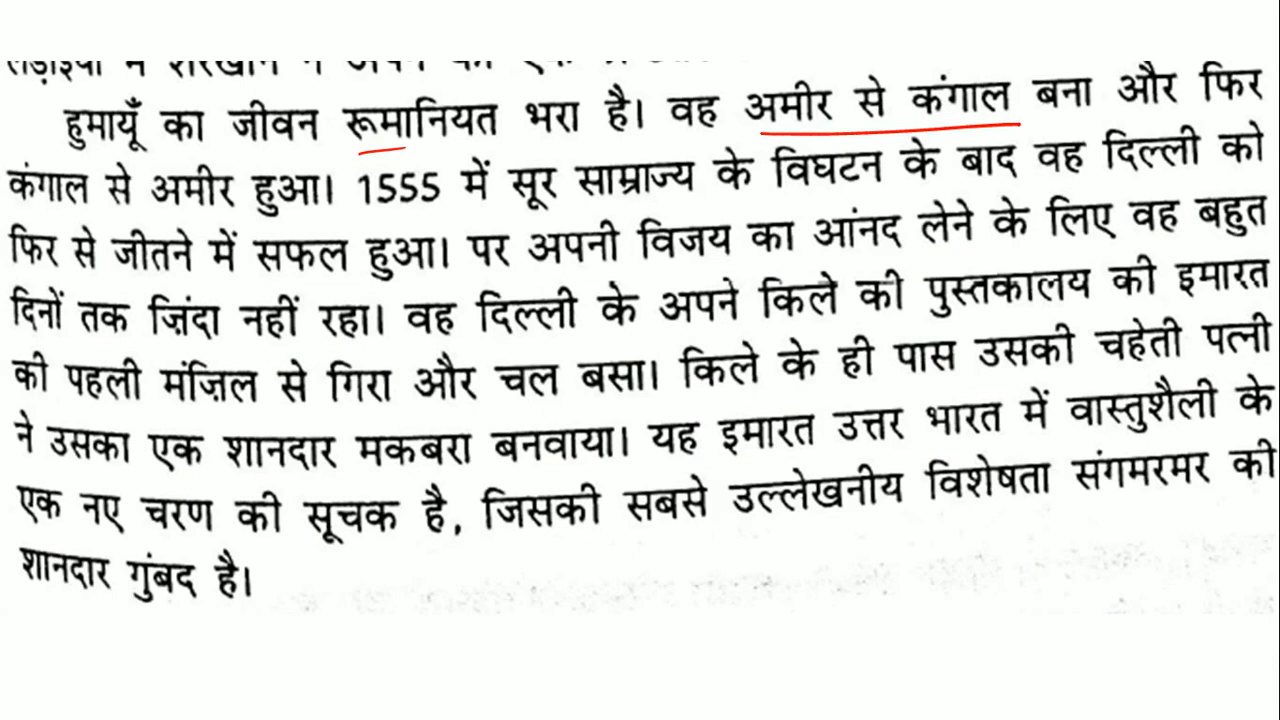 हुमायूँ का जीवन रूमानियत भरा है। वह अमीर से कंगाल बना और फिर
कंगाल से अमीर हुआ। 1555 में सूर साम्राज्य के विघटन के बाद वह दिल्ली को
फिर से जीतने में सफल हुआ। पर अपनी विजय का आंनद लेने के लिए वह बहुत
दिनों तक ज़िंदा नहीं रहा। वह दिल्ली के अपने किले की पुस्तकालय की इमारत
की पहली मंज़िल से गिरा और चल बसा। किले के ही पास उसकी चहेती पत्नी
ने उसका एक शानदार मकबरा बनवाया। यह इमारत उत्तर भारत में वास्तुशैली के
एक नए चरण की सूचक है, जिसकी सबसे उल्लेखनीय विशेषता संगमरमर की
शानदार गुंबद है।